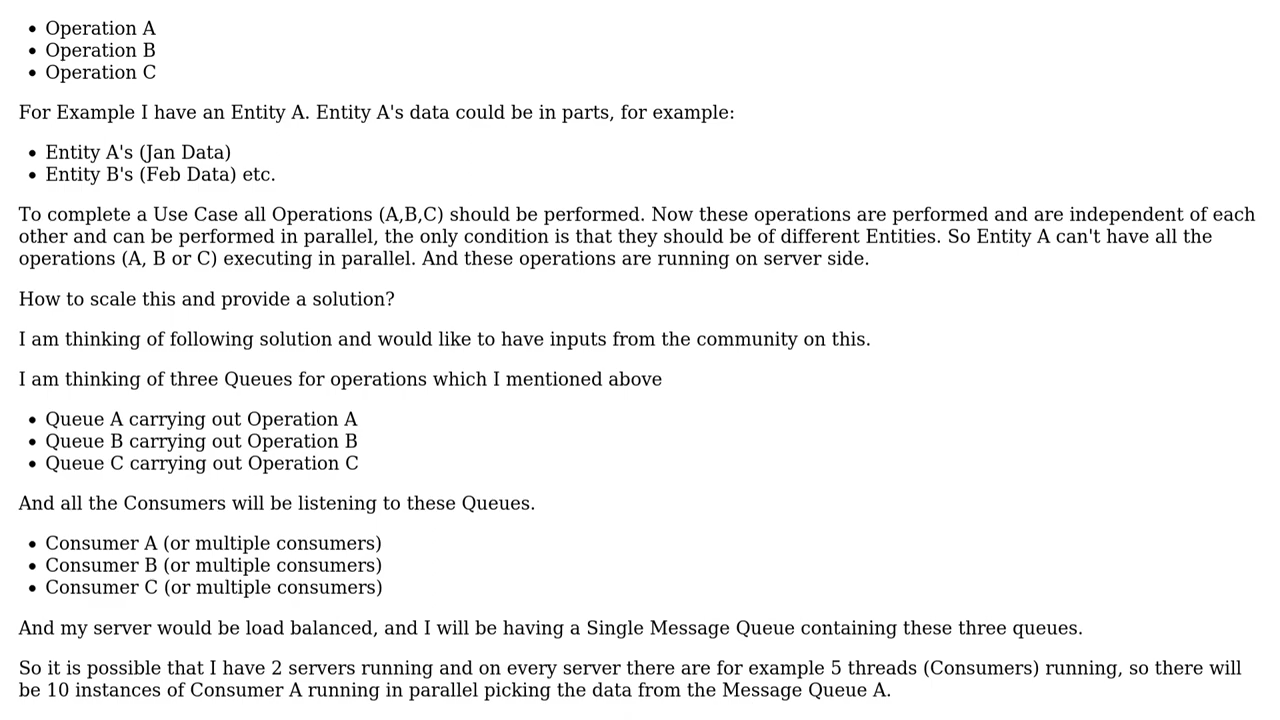 • Operation A
• Operation B
• Operation C
For Example I have an Entity A. Entity A's data could be in parts, for example:
• Entity A's (Jan Data)
• Entity B's (Feb Data) etc.
To complete a Use Case all Operations (A,B,C) should be performed. Now these operations are performed and are independent of each
other and can be performed in parallel, the only condition is that they should be of different Entities. So Entity A can't have all the
operations (A, B or C) executing in parallel. And these operations are running on server side.
How to scale this and provide a solution?
I am thinking of following solution and would like to have inputs from the community on this.
I am thinking of three Queues for operations which I mentioned above
• Queue A carrying out Operation A
• Queue B carrying out Operation B
• Queue C carrying out Operation C
And all the Consumers will be listening to these Queues.
• Consumer A (or multiple consumers)
• Consumer B (or multiple consumers)
• Consumer C (or multiple consumers)
And my server would be load balanced, and I will be having a Single Message Queue containing these three queues.
So it is possible that I have 2 servers running and on every server there are for example 5 threads (Consumers) running, so there will
be 10 instances of Consumer A running in parallel picking the data from the Message Queue A.